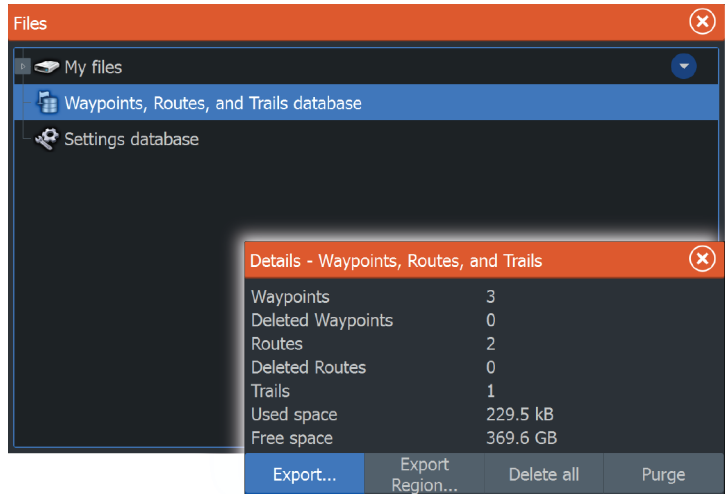 Files
My files
Waypoints, Routes, and Trails database
Settings database
Details - Waypoints, Routes, and Trails
Waypoints 3
Deleted Waypoints 0
Routes 2
Deleted Routes 0
Trails 1
Used space 229.5 kB
Free space 369.6 GB
Export... Export Region... Delete all Purge